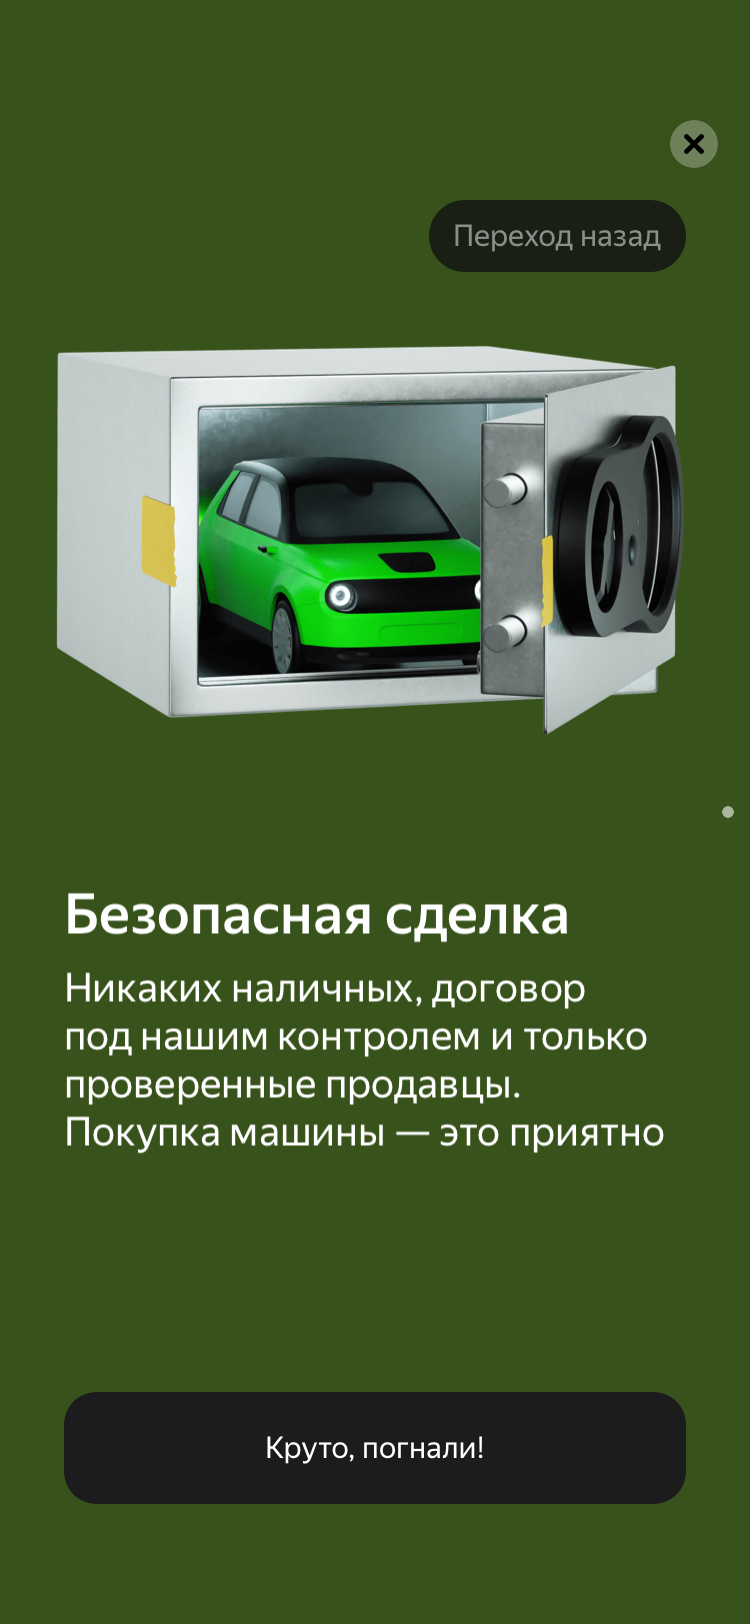 Переход назад
Безопасная сделка
Никаких наличных, договор
под нашим контролем и только
проверенные продавцы.
Покупка машины — это приятно
Круто, погнали!